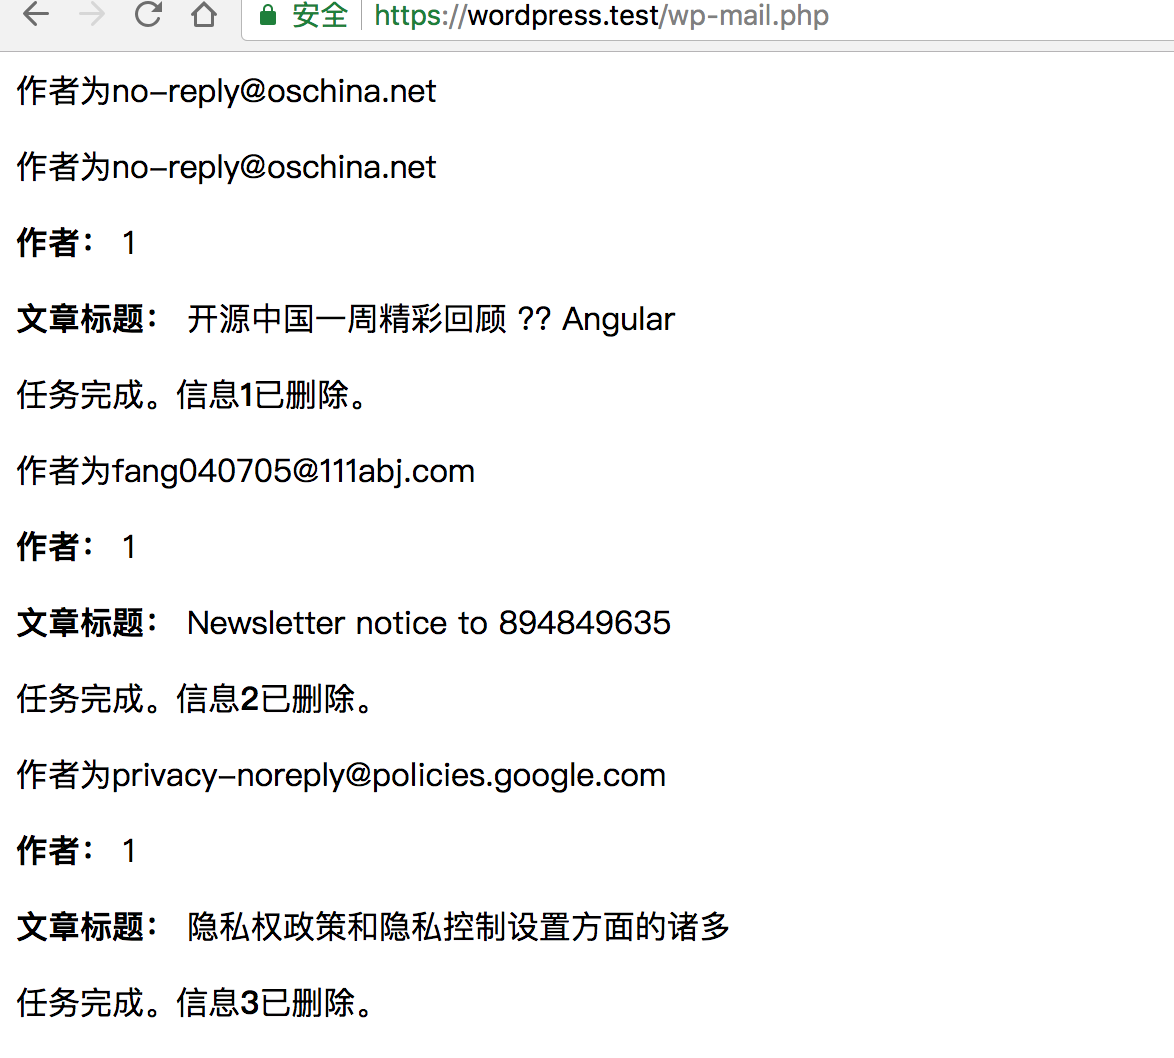 安全 https://wordpress.test/wp-mail.php
作者为no-reply@oschina.net
作者为no-reply@oschina.net
作者： 1
文章标题： 开源中国一周精彩回顾 ?? Angular
任务完成。信息1已删除。
作者为fang040705@111abj.com
作者： 1
文章标题： Newsletter notice to 894849635
任务完成。信息2已删除。
作者为privacy-noreply@policies.google.com
作者： 1
文章标题： 隐私权政策和隐私控制设置方面的诸多
任务完成。信息3已删除。